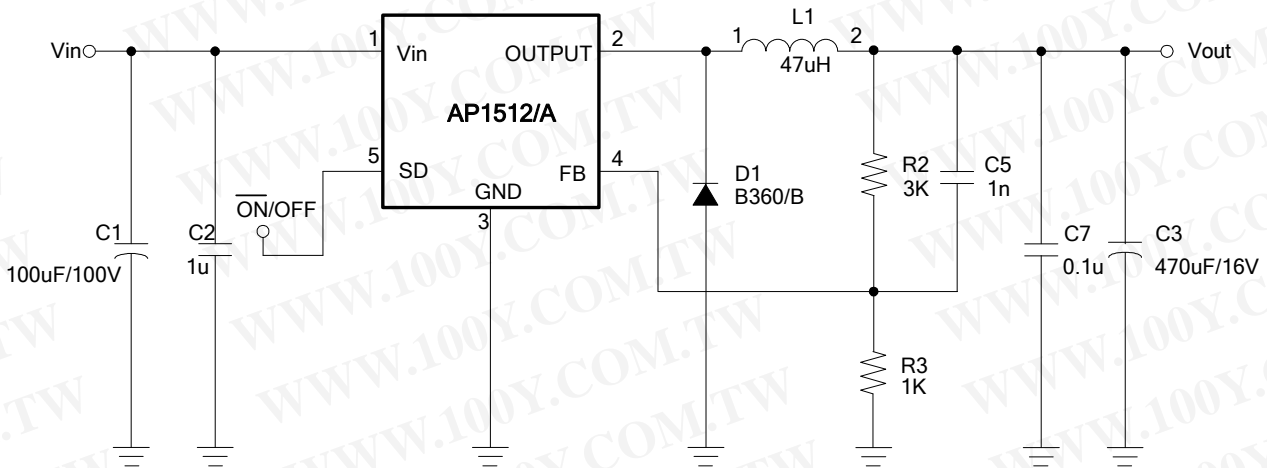 L1
Vin
1
Vin
OUTPUT
2
1
2
Vout
47uH
AP1512/A
5
SD
FB
4
GND
3
ON/OFF
D1
B360/B
R2
3K
C5
1n
C1
100uF/100V
C2
1u
C7
0.1u
C3
470uF/16V
R3
1K
WWW.100Y.COM.TW